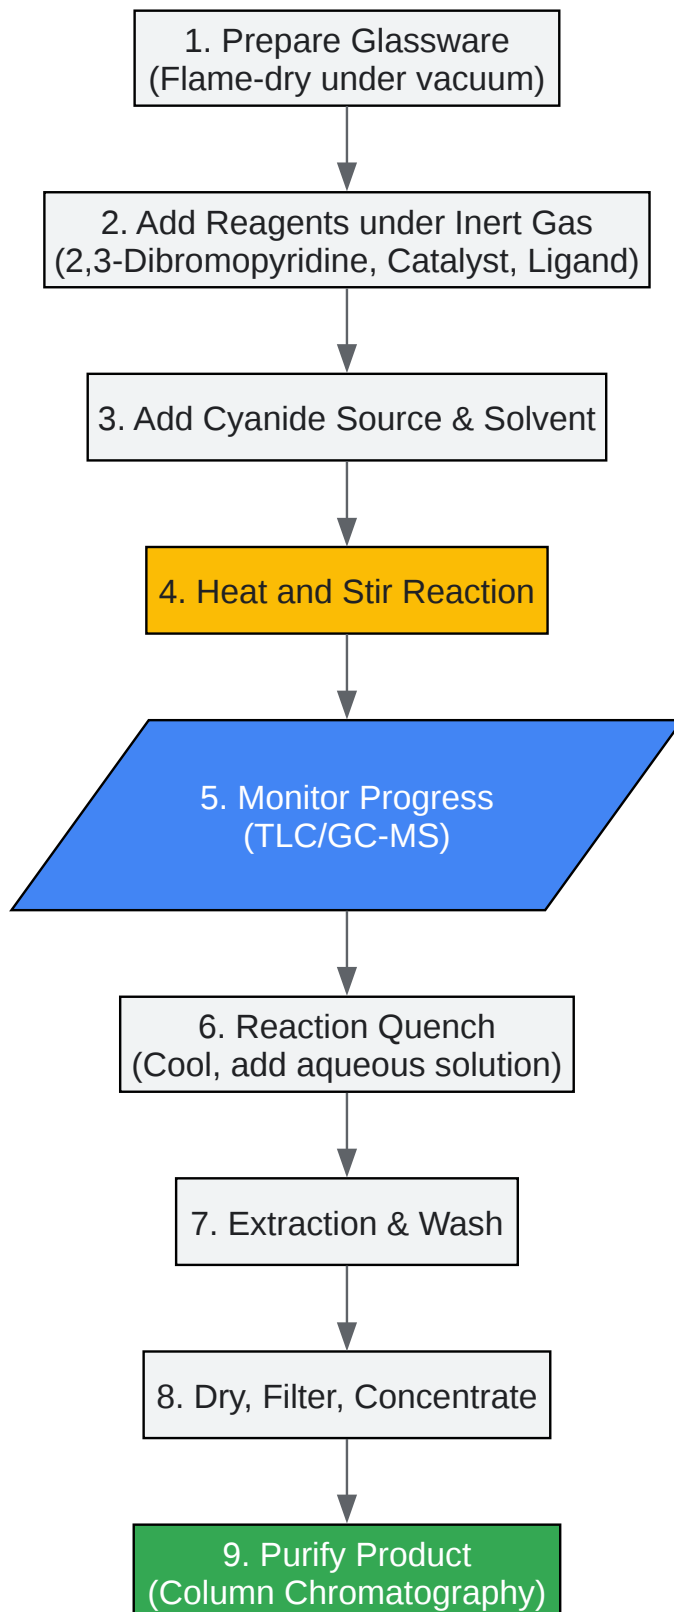 1. Prepare Glassware
(Flame-dry under vacuum)
2. Add Reagents under Inert Gas
(2,3-Dibromopyridine, Catalyst, Ligand)
3. Add Cyanide Source & Solvent
4. Heat and Stir Reaction
5. Monitor Progress
(TLC/GC-MS)
6. Reaction Quench
(Cool, add aqueous solution)
7. Extraction & Wash
8. Dry, Filter, Concentrate
9. Purify Product
(Column Chromatography)